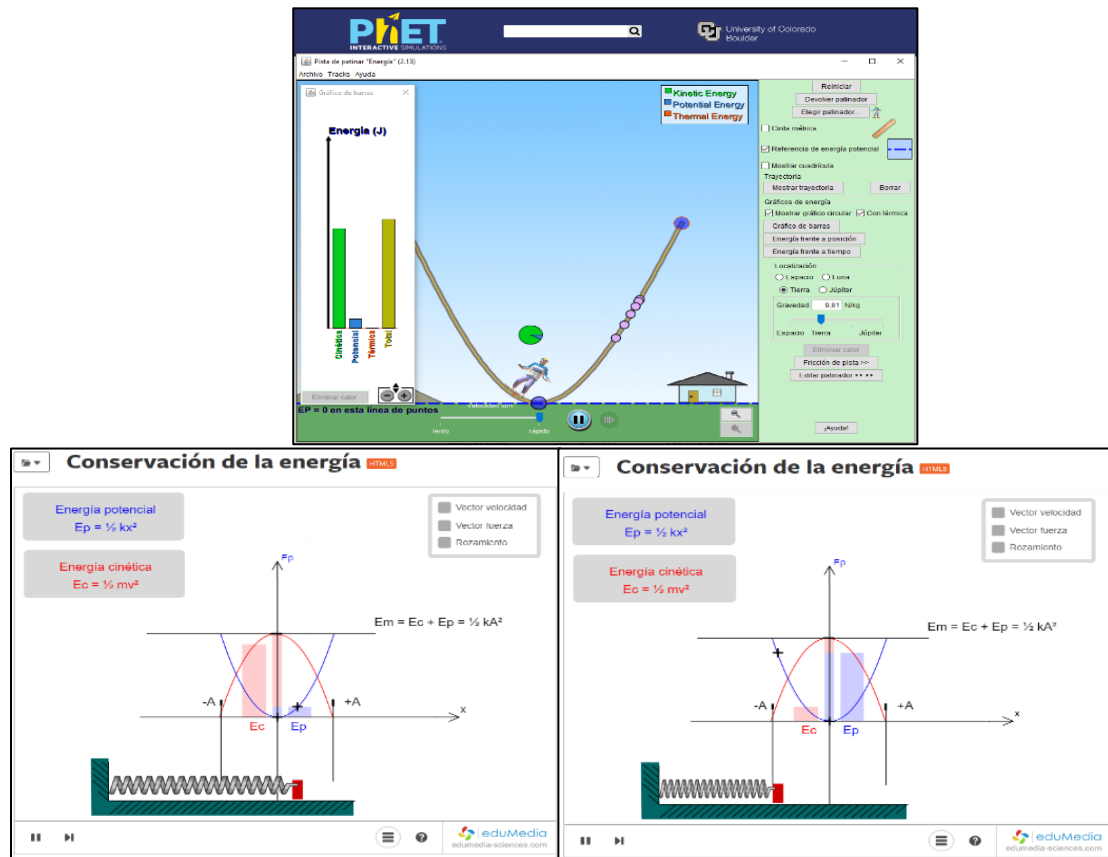 PhET
INTERACTIVE SIMULATIONS
University of Colorado
Boulder
Pista de patinar "Energía" (2.13)
Archivo Tracks Ayuda
Gráfico de barras
Energía (J)
Cinética
Potencial
Térmica
Total
Eliminar calor
EP = 0 en esta línea de puntos
Kinetic Energy
Potential Energy
Thermal Energy
lento
rápido
Reiniciar
Devolver patinador
Elegir patinador...
Cinta métrica
Referencia de energía potencial
Mostrar cuadrícula
Trayectoria
Mostrar trayectoria Borrar
Gráficos de energía
Mostrar gráfico circular Con térmica
Gráfico de barras
Energía frente a posición
Energía frente a tiempo
Localización
Espacio Luna
Tierra Júpiter
Gravedad 9.81 N/kg
Espacio Tierra Júpiter
Eliminar calor
Fricción de pista >>
Editar patinador
¡Ayuda!
Conservación de la energía HTML5
Energía potencial
Ep = ½ kx²
Energía cinética
Ec = ½ mv²
Vector velocidad
Vector fuerza
Rozamiento
Ep
Em = Ec + Ep = ½ kA²
-A
+A
x
Ec
Ep
eduMedia
edumedia-sciences.com
Conservación de la energía HTML5
Energía potencial
Ep = ½ kx²
Energía cinética
Ec = ½ mv²
Vector velocidad
Vector fuerza
Rozamiento
Ep
Em = Ec + Ep = ½ kA²
-A
+A
x
Ec
Ep
eduMedia
edumedia-sciences.com